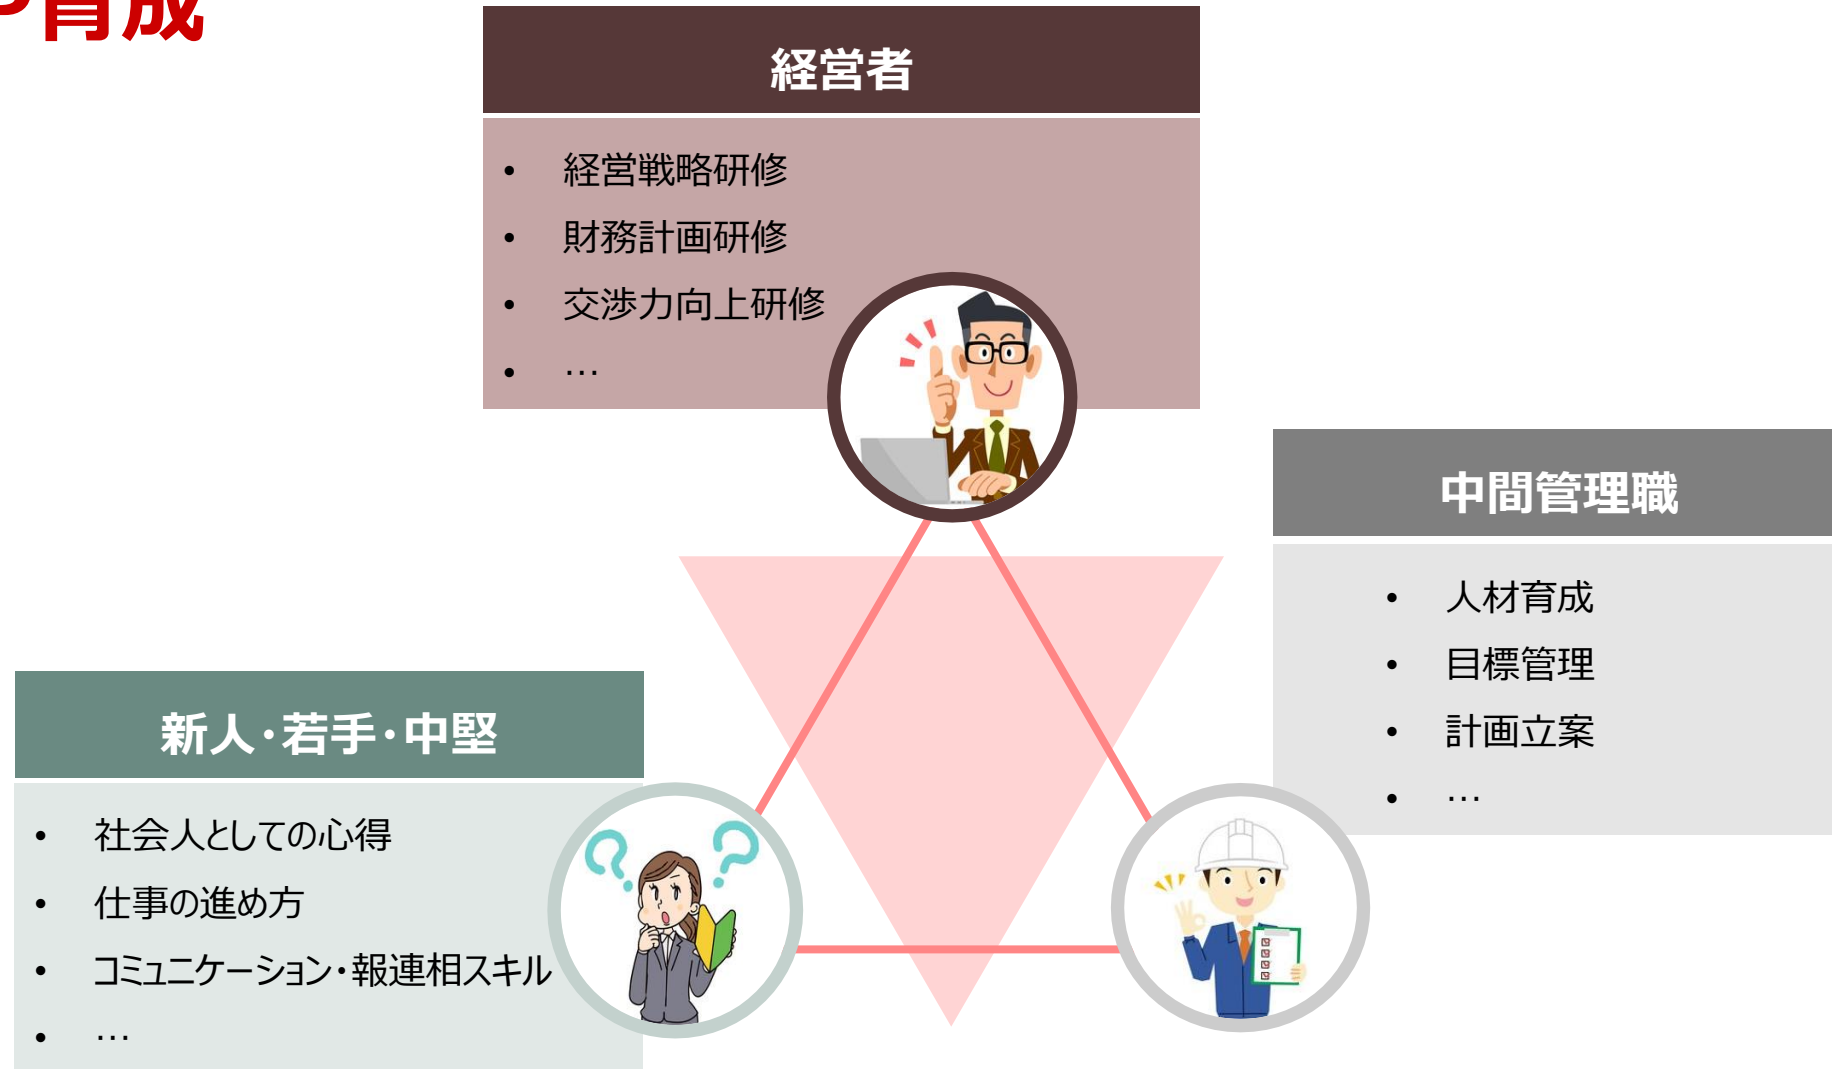 育成
経営者
• 経営戦略研修
• 財務計画研修
• 交渉力向上研修
• …
中間管理職
• 人材育成
• 目標管理
• 計画立案
• …
新人・若手・中堅
• 社会人としての心得
• 仕事の進め方
• コミュニケーション・報連相スキル
• …